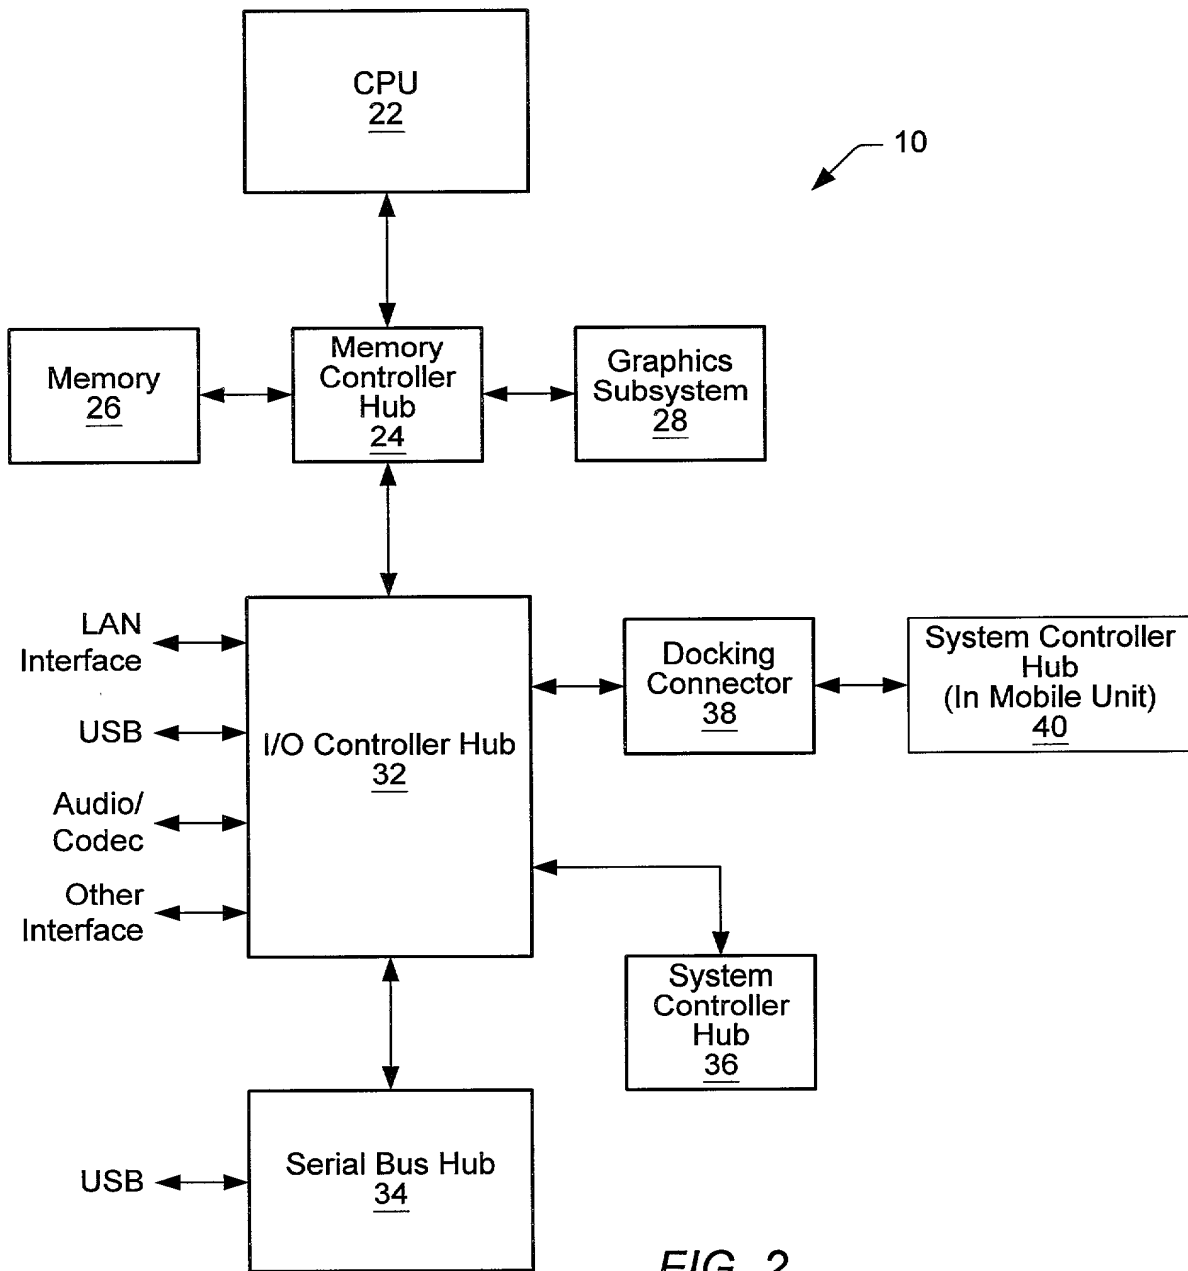 CPU
22
10
Memory
26
Memory
Controller
Hub
24
Graphics
Subsystem
28
LAN
Interface
USB
Audio/
Codec
Other
Interface
I/O Controller Hub
32
Docking
Connector
38
System Controller
Hub
(In Mobile Unit)
40
System
Controller
Hub
36
USB
Serial Bus Hub
34
FIG. 2